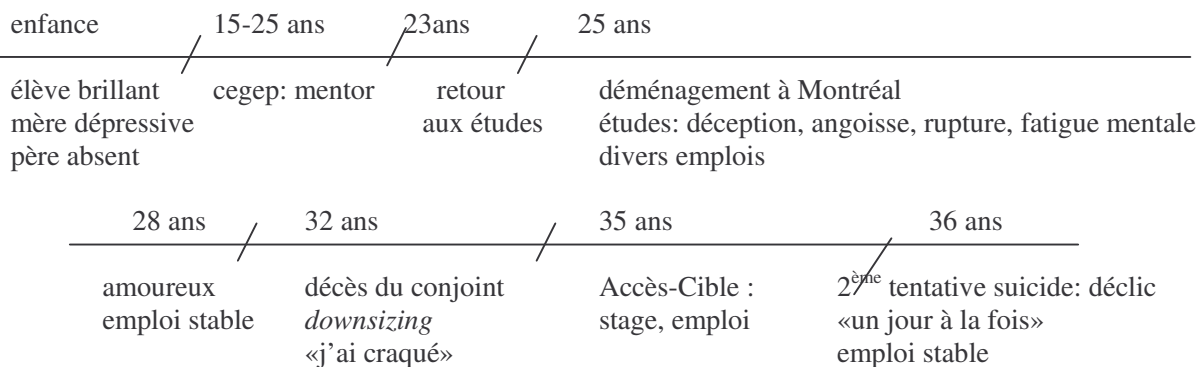 enfance 15-25 ans 23ans 25 ans
élève brillant cegep: mentor retour déménagement à Montréal
mère dépressive aux études études: déception, angoisse, rupture, fatigue mentale
père absent divers emplois
28 ans 32 ans 35 ans 36 ans
amoureux décès du conjoint Accès-Cible : 2ème tentative suicide: déclic
emploi stable downsizing stage, emploi «un jour à la fois»
«j'ai craqué» emploi stable